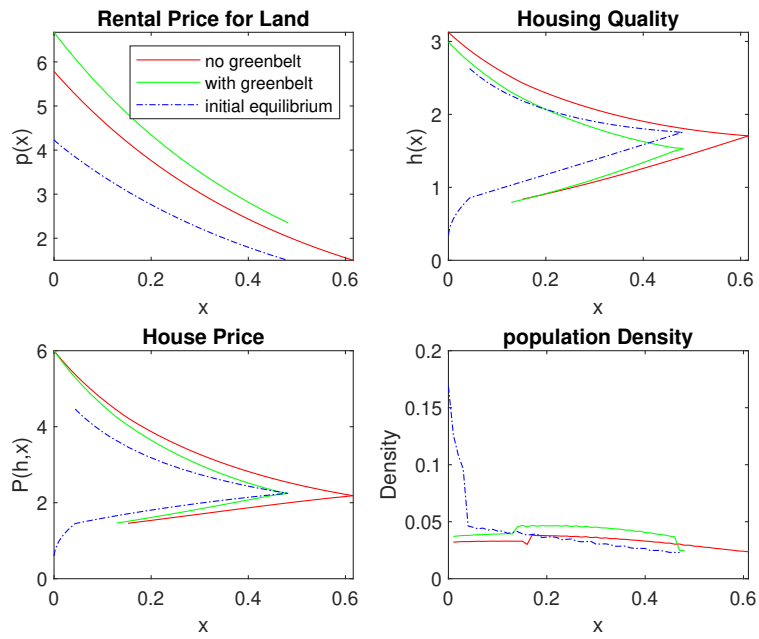 Rental Price for Land
no greenbelt
with greenbelt
initial equilibrium
p(x)
6
5
4
3
2
0
0.2
0.4
0.6
x
Housing Quality
h(x)
3
2
1
0
0
0.2
0.4
0.6
x
House Price
P(h,x)
6
4
2
0
0
0.2
0.4
0.6
x
population Density
Density
0.2
0.15
0.1
0.05
0
0
0.2
0.4
0.6
x